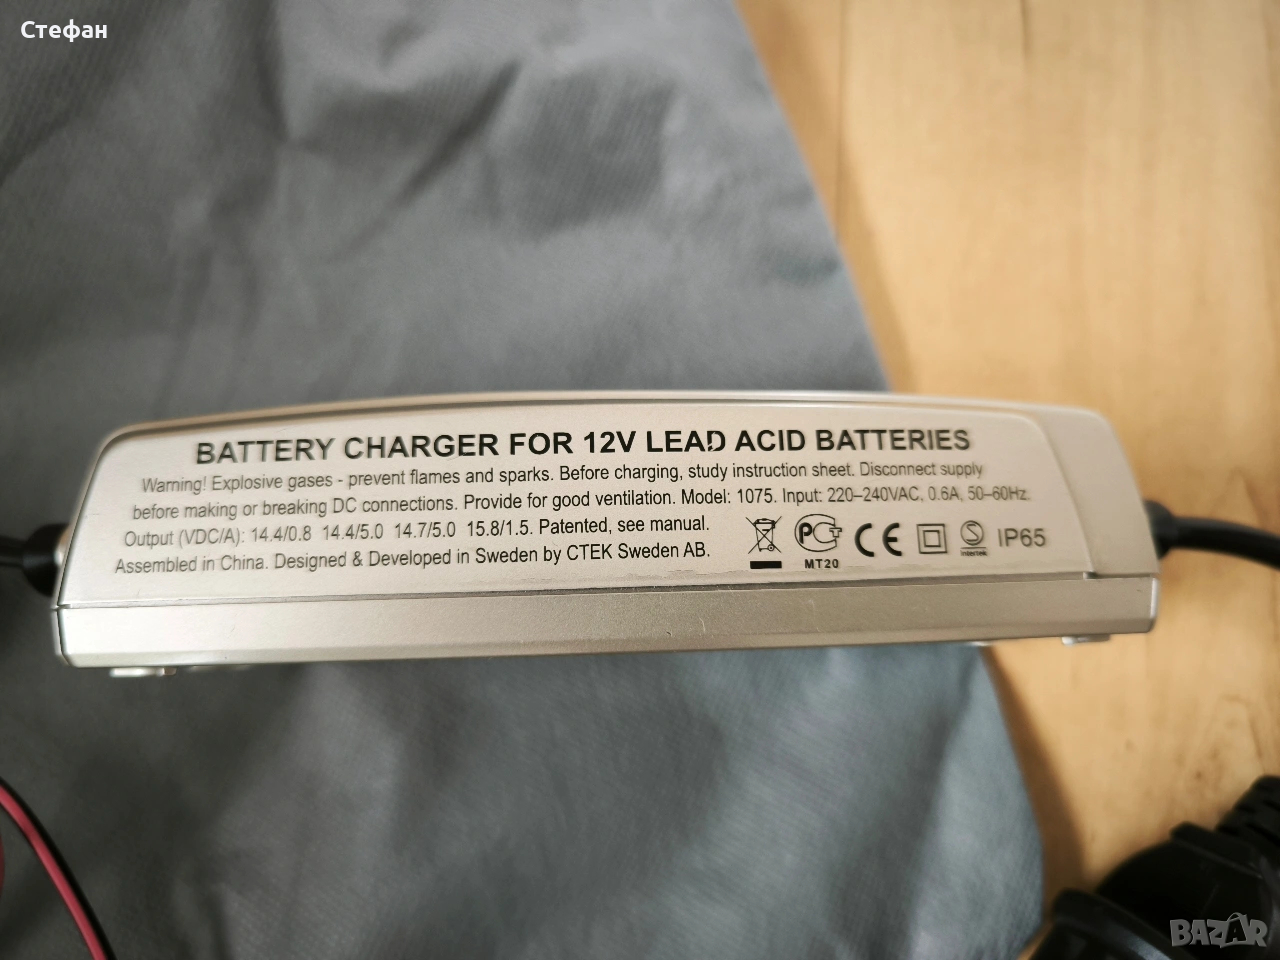 Стефан
BATTERY CHARGER FOR 12V LEAD ACID BATTERIES
Warning! Explosive gases - prevent flames and sparks. Before charging, study instruction sheet. Disconnect supply
before making or breaking DC connections. Provide for good ventilation. Model: 1075. Input: 220–240VAC, 0.6A, 50–60Hz.
Output (VDC/A): 14.4/0.8 14.4/5.0 14.7/5.0 15.8/1.5. Patented, see manual.
Assembled in China. Designed & Developed in Sweden by CTEK Sweden AB.
MT20
CE
S
Intertek
IP65
BAZAR